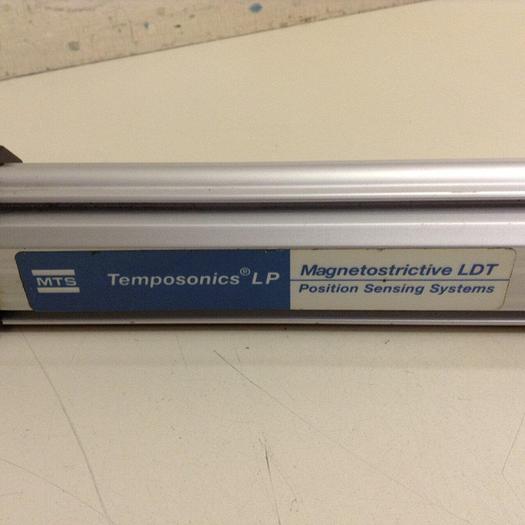 MTS
Temposonics® LP
Magnetostrictive LDT
Position Sensing Systems